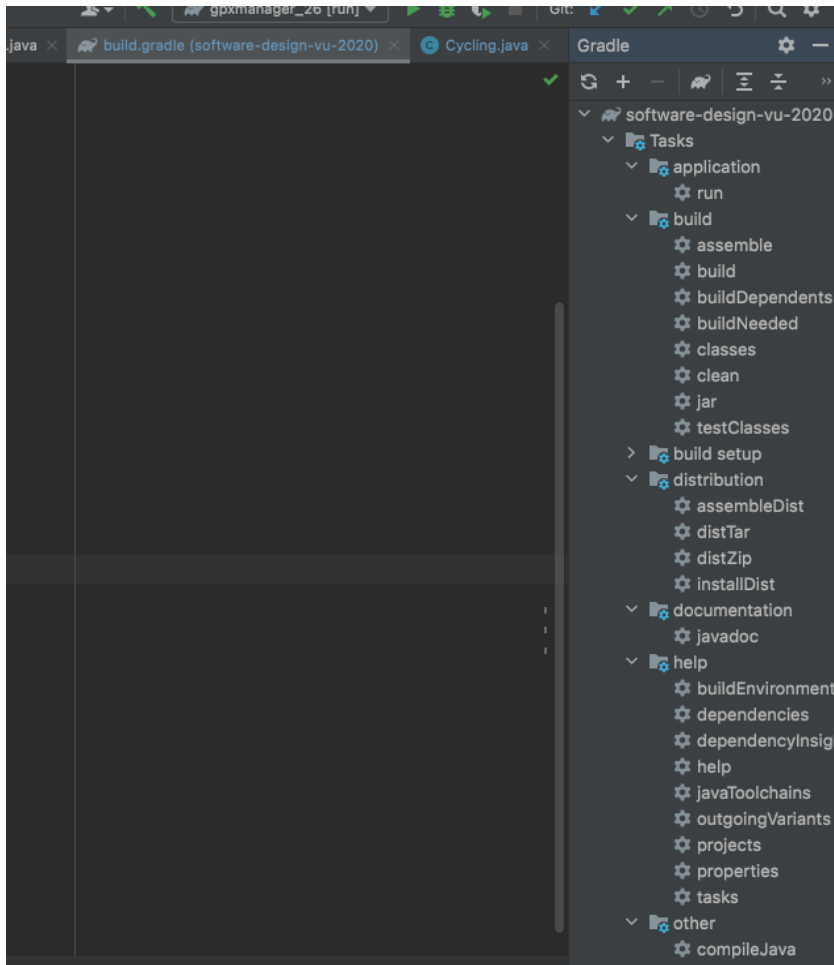 gpxmanager_26 [run]
Git:
.java
build.gradle (software-design-vu-2020)
Cycling.java
Gradle
software-design-vu-2020
Tasks
application
run
build
assemble
build
buildDependents
buildNeeded
classes
clean
jar
testClasses
build setup
distribution
assembleDist
distTar
distZip
installDist
documentation
javadoc
help
buildEnvironment
dependencies
dependencyInsig
help
javaToolchains
outgoingVariants
projects
properties
tasks
other
compileJava